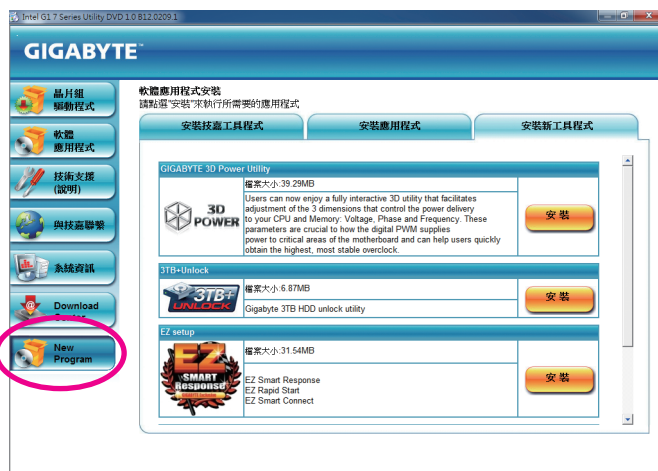 Intel G1 7 Series Utility DVD 1.0 B12.0209.1
GIGABYTE™
晶片組
驅動程式
軟體
應用程式
技術支援
(說明)
與技嘉聯繫
系統資訊
Download
Center
New
Program
軟體應用程式安裝
請點選"安裝"來執行所需要的應用程式
安裝技嘉工具程式
安裝應用程式
安裝新工具程式
GIGABYTE 3D Power Utility
3D
POWER
檔案大小:39.29MB
Users can now enjoy a fully interactive 3D utility that facilitates
adjustment of the 3 dimensions that control the power delivery
to your CPU and Memory: Voltage, Phase and Frequency. These
parameters are crucial to how the digital PWM supplies
power to critical areas of the motherboard and can help users quickly
obtain the highest, most stable overclock.
安裝
3TB+Unlock
3TB+
UNLOCK
檔案大小:6.87MB
Gigabyte 3TB HDD unlock utility
安裝
EZ setup
EZ
SMART
Response
檔案大小:31.54MB
EZ Smart Response
EZ Rapid Start
EZ Smart Connect
安裝